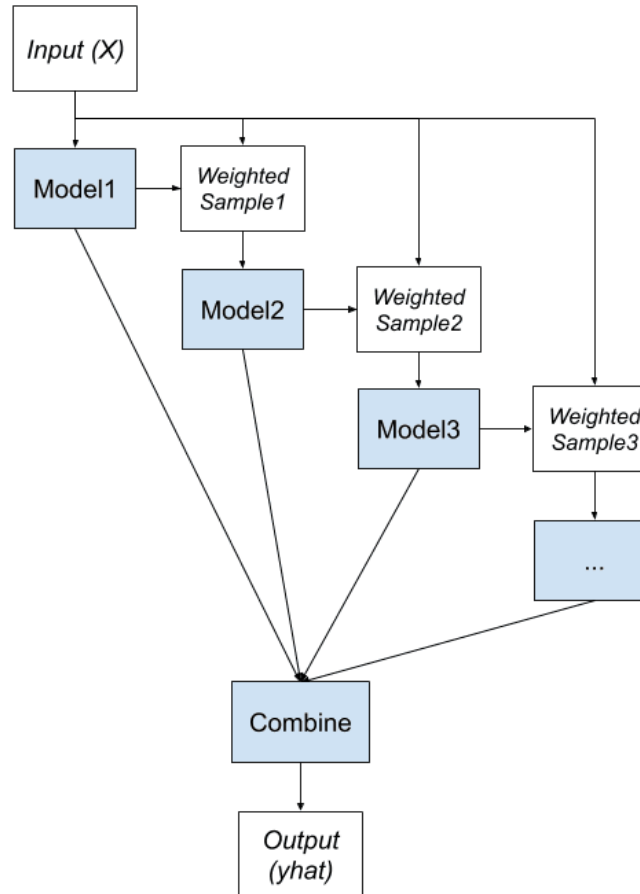 Input (X)
Model1
Weighted
Sample1
Model2
Weighted
Sample2
Model3
Weighted
Sample3
...
Combine
Output
(yhat)